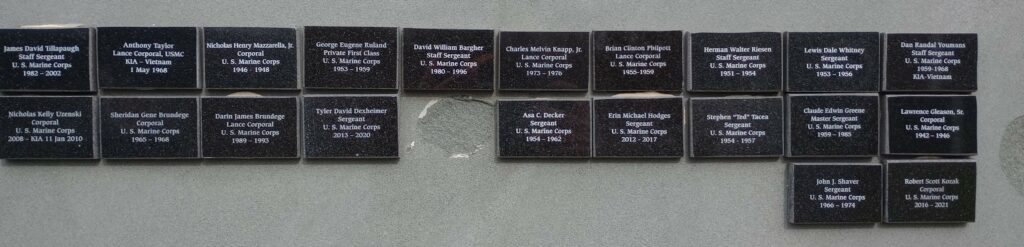 James David Tillapaugh
Staff Sergeant
U. S. Marine Corps
1982 – 2002
Anthony Taylor
Lance Corporal, USMC
KIA – Vietnam
1 May 1968
Nicholas Henry Mazzarella, Jr.
Corporal
U. S. Marine Corps
1946 - 1948
George Eugene Ruland
Private First Class
U. S. Marine Corps
1953 – 1959
David William Bargher
Staff Sergeant
U. S. Marine Corps
1980 – 1996
Charles Melvin Knapp, Jr.
Lance Corporal
U. S. Marine Corps
1973 – 1976
Brian Clinton Philpott
Lance Corporal
U. S. Marine Corps
1955-1959
Herman Walter Riesen
Staff Sergeant
U. S. Marine Corps
1951 – 1954
Lewis Dale Whitney
Sergeant
U. S. Marine Corps
1953 – 1956
Dan Randal Youmans
Staff Sergeant
U. S. Marine Corps
1959-1968
KIA-Vietnam
Nicholas Kelly Uzenski
Corporal
U. S. Marine Corps
2008 – KIA 11 Jan 2010
Sheridan Gene Brundege
Corporal
U. S. Marine Corps
1965 – 1968
Darin James Brundege
Lance Corporal
U. S. Marine Corps
1989 – 1993
Tyler David Dexheimer
Sergeant
U. S. Marine Corps
2013 – 2020
Asa C. Decker
Sergeant
U. S. Marine Corps
1954 – 1962
Erin Michael Hodges
Sergeant
U. S. Marine Corps
2012 - 2017
Stephen "Ted" Tacea
Sergeant
U. S. Marine Corps
1954 - 1957
Claude Edwin Greene
Master Sergeant
U. S. Marine Corps
1959 – 1985
Lawrence Gleason, Sr.
Corporal
U. S. Marine Corps
1942 – 1946
John J. Shaver
Sergeant
U. S. Marine Corps
1966 – 1974
Robert Scott Kozak
Corporal
U. S. Marine Corps
2016 - 2021